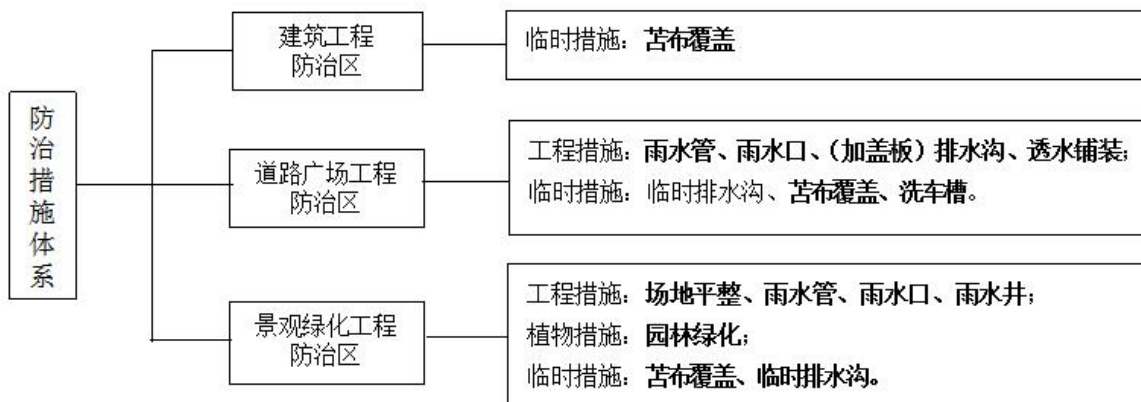 防治措施体系
建筑工程
防治区
临时措施：苫布覆盖
道路广场工程
防治区
工程措施：雨水管、雨水口、（加盖板）排水沟、透水铺装；
临时措施：临时排水沟、苫布覆盖、洗车槽。
景观绿化工程
防治区
工程措施：场地平整、雨水管、雨水口、雨水井；
植物措施：园林绿化；
临时措施：苫布覆盖、临时排水沟。